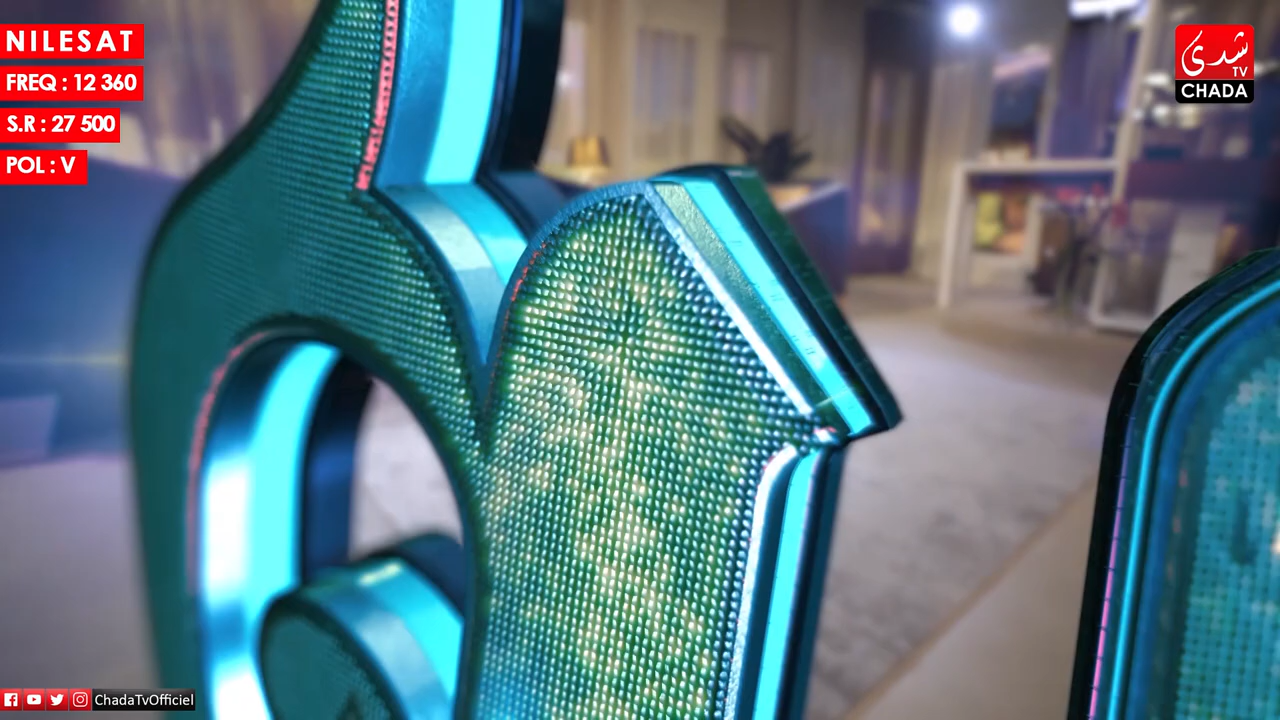 NILESAT
FREQ : 12 360
S.R : 27 500
POL : V
شدى
TV
CHADA
ChadaTvOfficiel